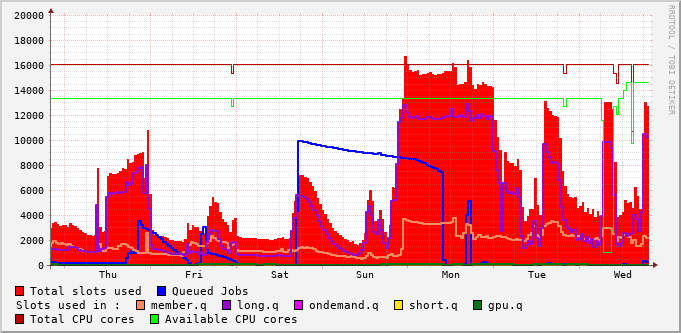 RRDTOOL / TOBI OETIKER
20000
18000
16000
14000
12000
10000
8000
6000
4000
2000
0
Thu Fri Sat Sun Mon Tue Wed
Total slots used Queued Jobs
Slots used in : member.q long.q ondemand.q short.q gpu.q
Total CPU cores Available CPU cores